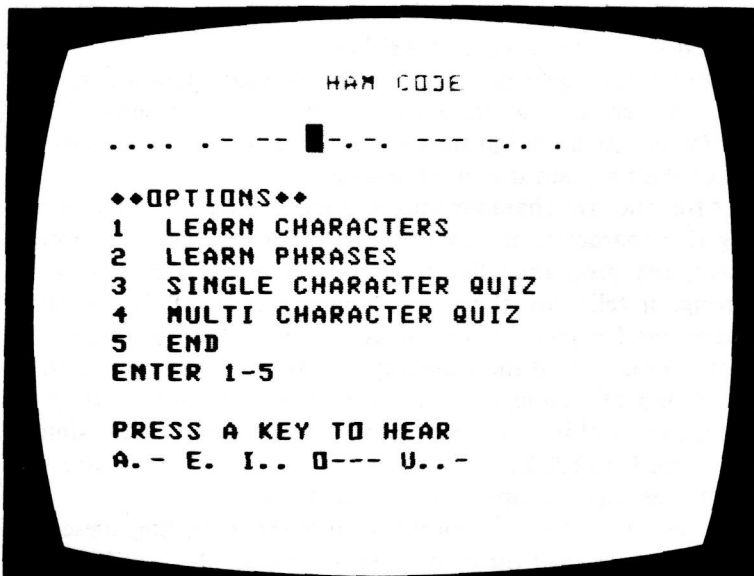 HAM CODE
.... .- -- █-.-. --- -.. .
♦♦OPTIONS♦♦
1 LEARN CHARACTERS
2 LEARN PHRASES
3 SINGLE CHARACTER QUIZ
4 MULTI CHARACTER QUIZ
5 END
ENTER 1-5
PRESS A KEY TO HEAR
A.- E. I.. O--- U..-